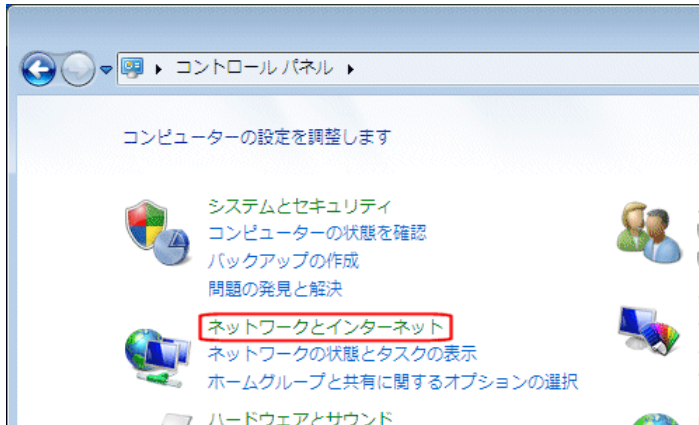 コントロール パネル
コンピューターの設定を調整します
システムとセキュリティ
コンピューターの状態を確認
バックアップの作成
問題の発見と解決
ネットワークとインターネット
ネットワークの状態とタスクの表示
ホームグループと共有に関するオプションの選択
ハードウェアとサウンド